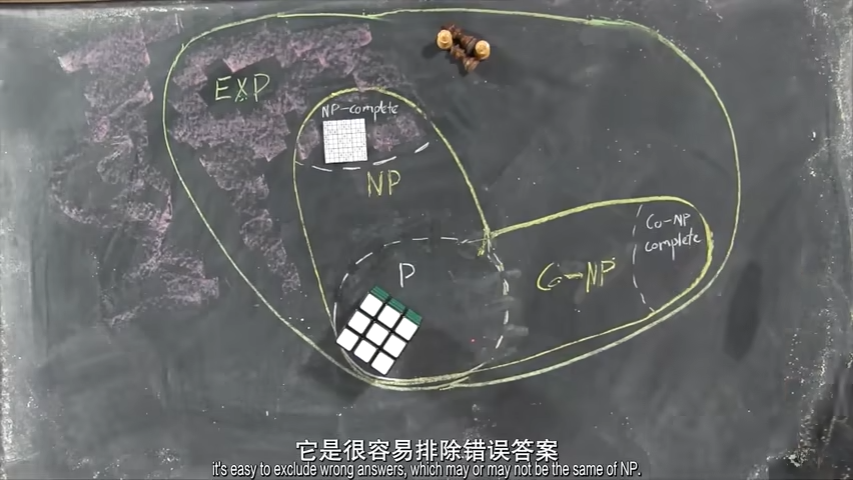 EXP
NP-complete
NP
P
Co-NP
Co-NP
complete
它是很容易排除错误答案
it's easy to exclude wrong answers, which may or may not be the same of NP.